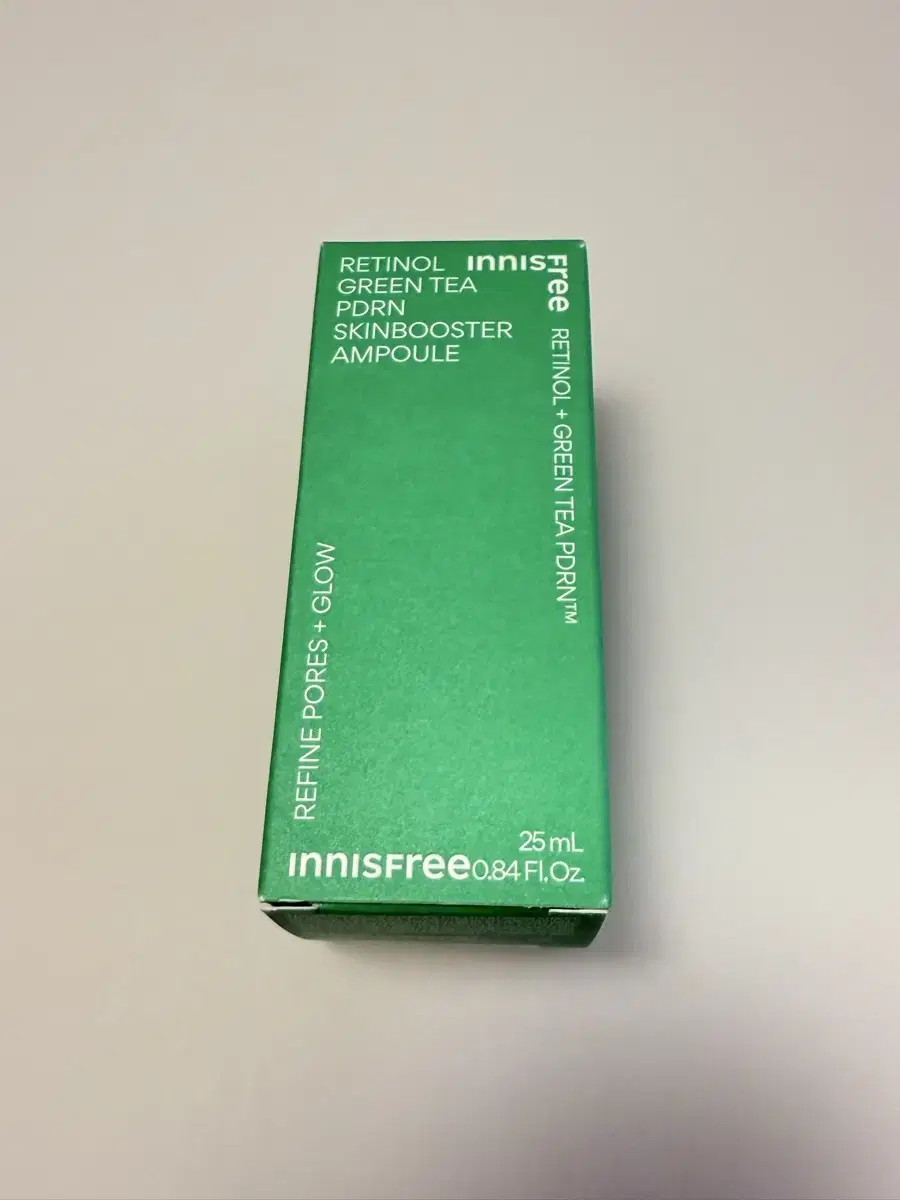 RETINOL
GREEN TEA
PDRN
SKINBOOSTER
AMPOULE
innisFree
RETINOL + GREEN TEA PDRN™
REFINE PORES + GLOW
innisFree
25 mL
0.84 Fl.Oz.